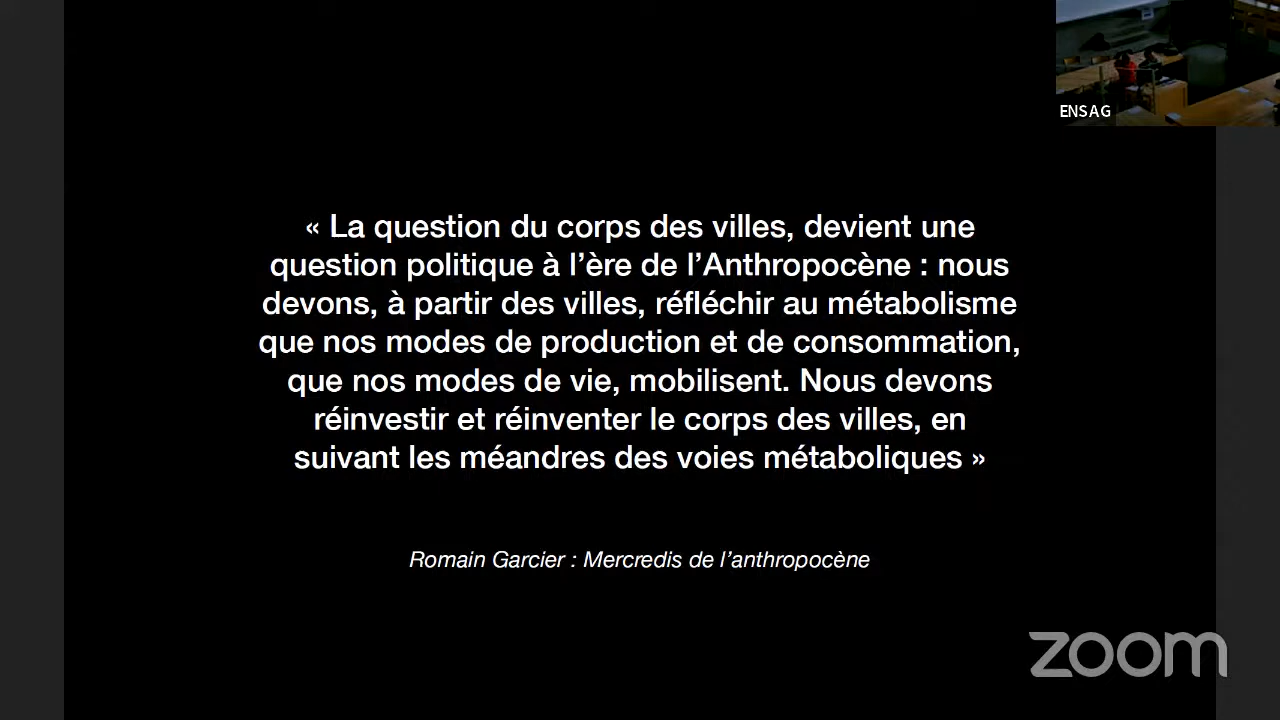 ENSAG
« La question du corps des villes, devient une
question politique à l’ère de l’Anthropocène : nous
devons, à partir des villes, réfléchir au métabolisme
que nos modes de production et de consommation,
que nos modes de vie, mobilisent. Nous devons
réinvestir et réinventer le corps des villes, en
suivant les méandres des voies métaboliques »
Romain Garcier : Mercredis de l’anthropocène
zoom